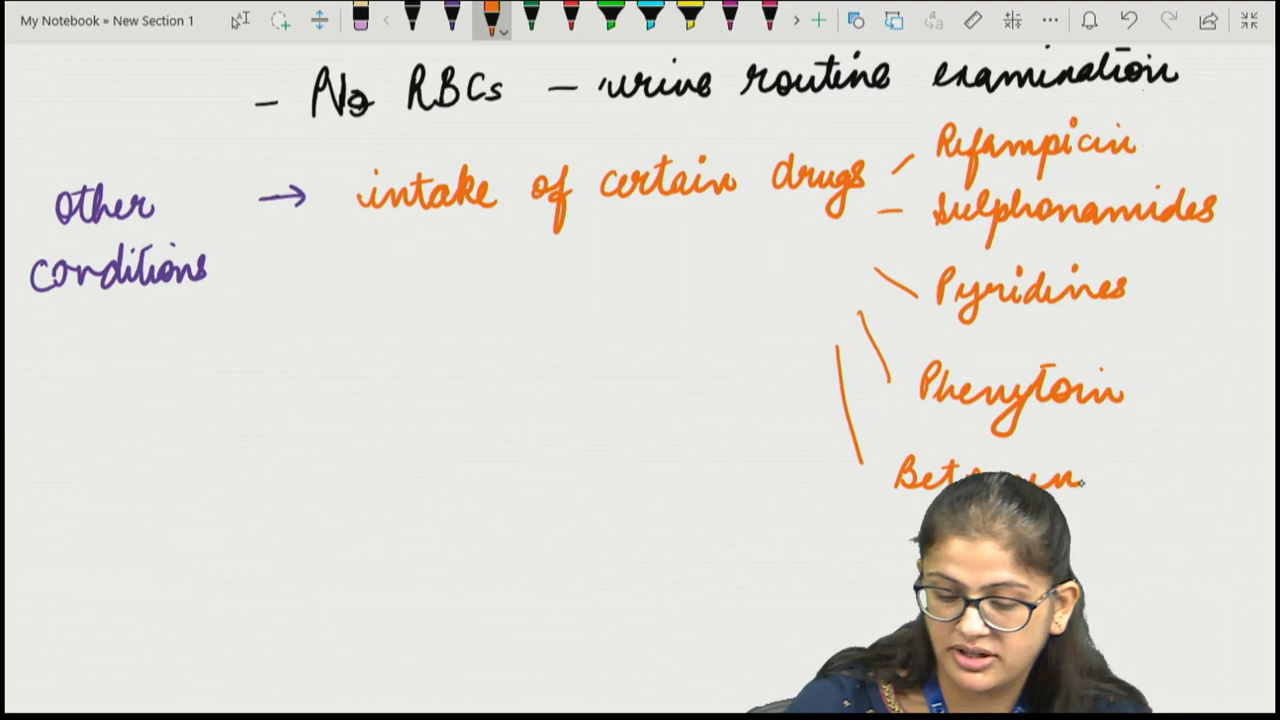 My Notebook » New Section 1
- No RBCs - urine routine examination
other conditions → intake of certain drugs
- Rifampicin
- Sulphonamides
Pyridines
Phenytoin